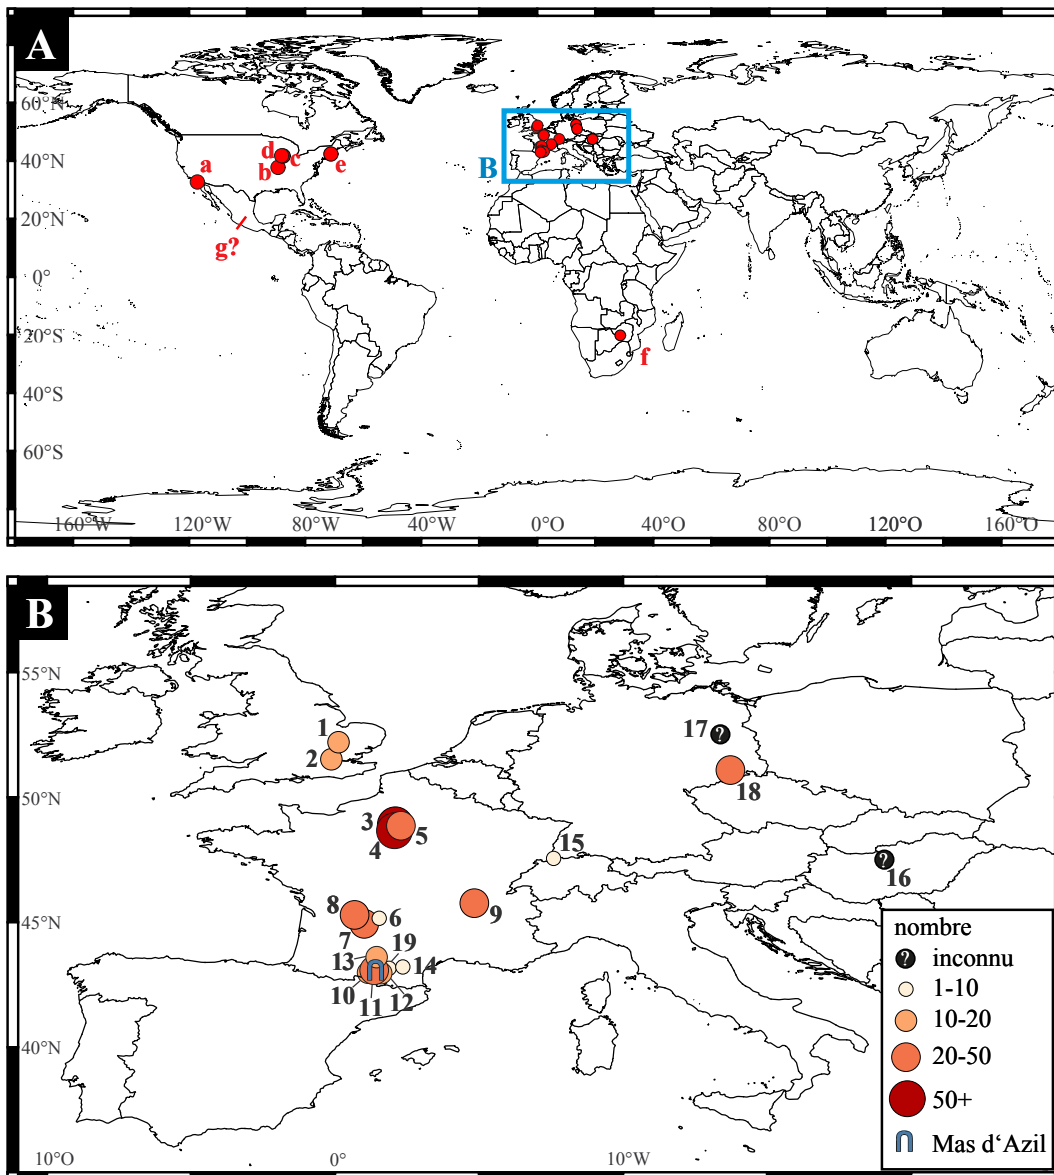 A
60°N
40°N
20°N
0°
20°S
40°S
60°S
a
d
c
b
e
g?
B
f
160°W
120°W
80°W
40°W
0°O
40°O
80°O
120°O
160°O
B
55°N
50°N
45°N
40°N
1
2
3
4
5
17
?
18
15
?
16
8
6
7
9
13
19
14
10
11
12
nombre
? inconnu
1-10
10-20
20-50
50+
Mas d‘Azil
10°O
0°
10°W